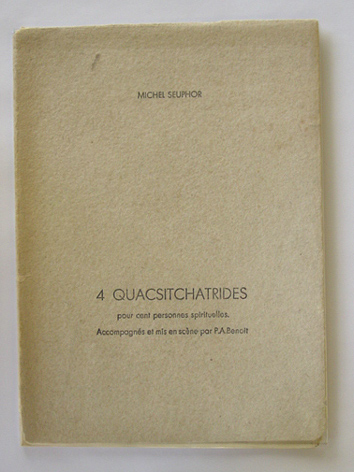 MICHEL SEUPHOR
4 QUACSITCHATRIDES
pour cent personnes spirituelles.
Accompagnés et mis en scène par P.A.Benoit